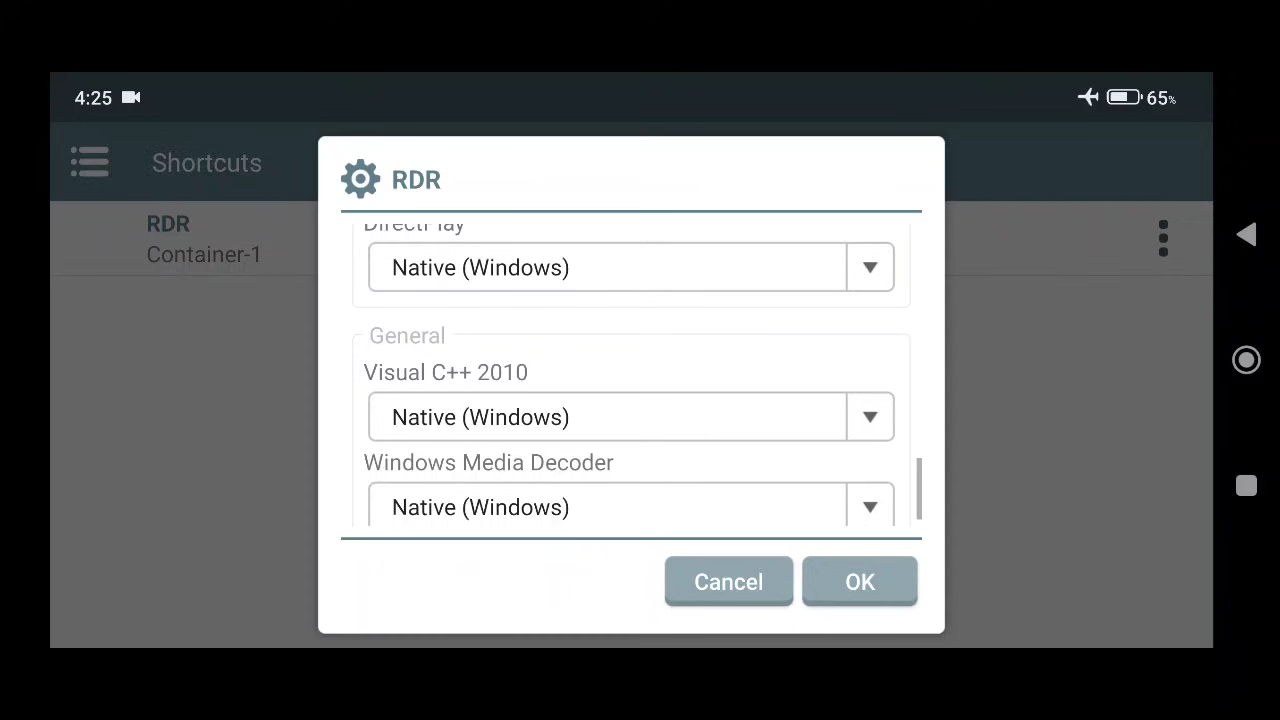 4:25
65%
Shortcuts
RDR
RDR
Container-1
DirectPlay
Native (Windows)
General
Visual C++ 2010
Native (Windows)
Windows Media Decoder
Native (Windows)
Cancel
OK